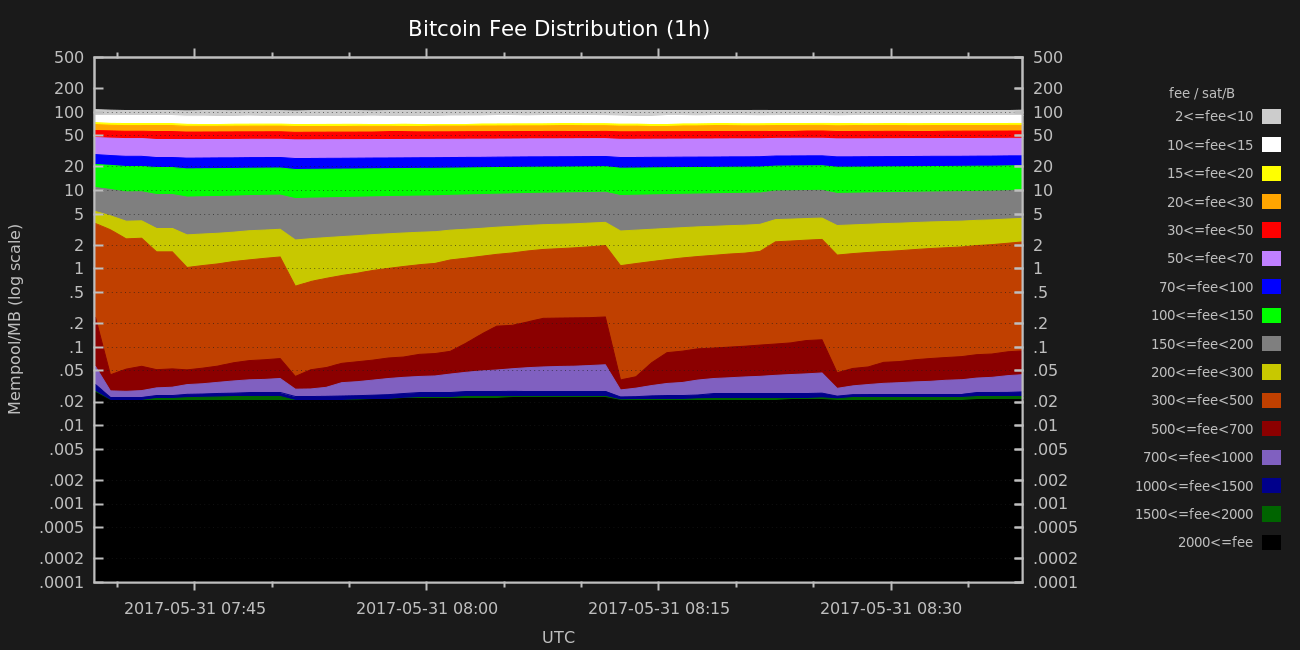 Bitcoin Fee Distribution (1h)
Mempool/MB (log scale)
500
200
100
50
20
10
5
2
1
.5
.2
.1
.05
.02
.01
.005
.002
.001
.0005
.0002
.0001
500
200
100
50
20
10
5
2
1
.5
.2
.1
.05
.02
.01
.005
.002
.001
.0005
.0002
.0001
fee / sat/B
2<=fee<10
10<=fee<15
15<=fee<20
20<=fee<30
30<=fee<50
50<=fee<70
70<=fee<100
100<=fee<150
150<=fee<200
200<=fee<300
300<=fee<500
500<=fee<700
700<=fee<1000
1000<=fee<1500
1500<=fee<2000
2000<=fee
2017-05-31 07:45
2017-05-31 08:00
2017-05-31 08:15
2017-05-31 08:30
UTC